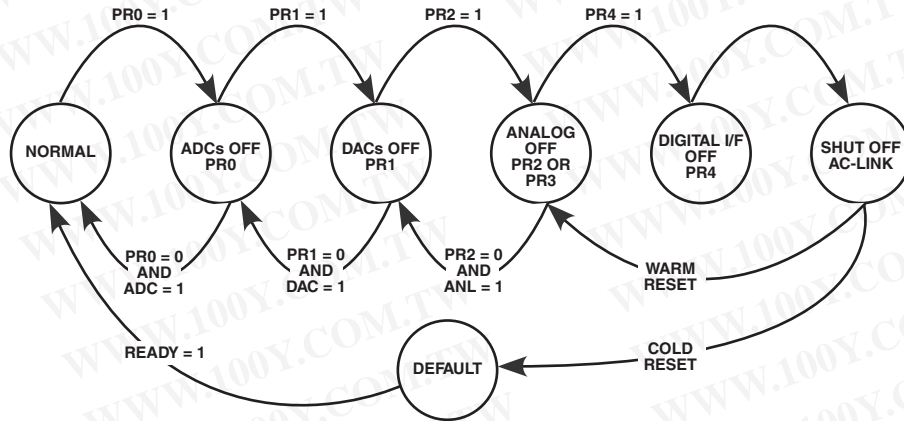 PR0 = 1
PR1 = 1
PR2 = 1
PR4 = 1
NORMAL
ADCs OFF
PR0
DACs OFF
PR1
ANALOG
OFF
PR2 OR
PR3
DIGITAL I/F
OFF
PR4
SHUT OFF
AC-LINK
PR0 = 0
AND
ADC = 1
PR1 = 0
AND
DAC = 1
PR2 = 0
AND
ANL = 1
WARM
RESET
READY = 1
DEFAULT
COLD
RESET
WWW.100Y.COM.TW